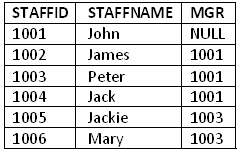 STAFFID STAFFNAME MGR
1001 John NULL
1002 James 1001
1003 Peter 1001
1004 Jack 1001
1005 Jackie 1003
1006 Mary 1003